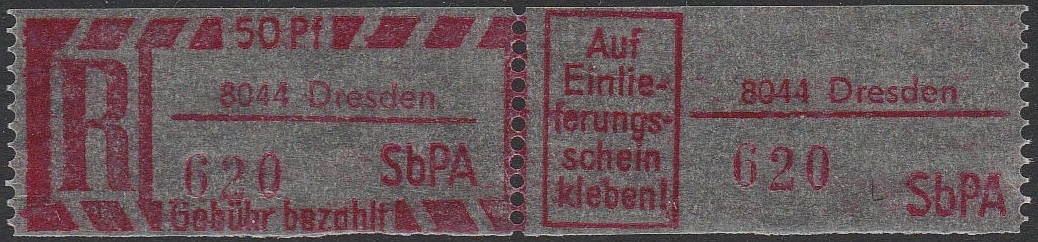 50 Pf
R
8044 Dresden
620
SbPA
Gebühr bezahlt
Auf
Einlie-
ferungs-
schein
kleben!
8044 Dresden
620
SbPA